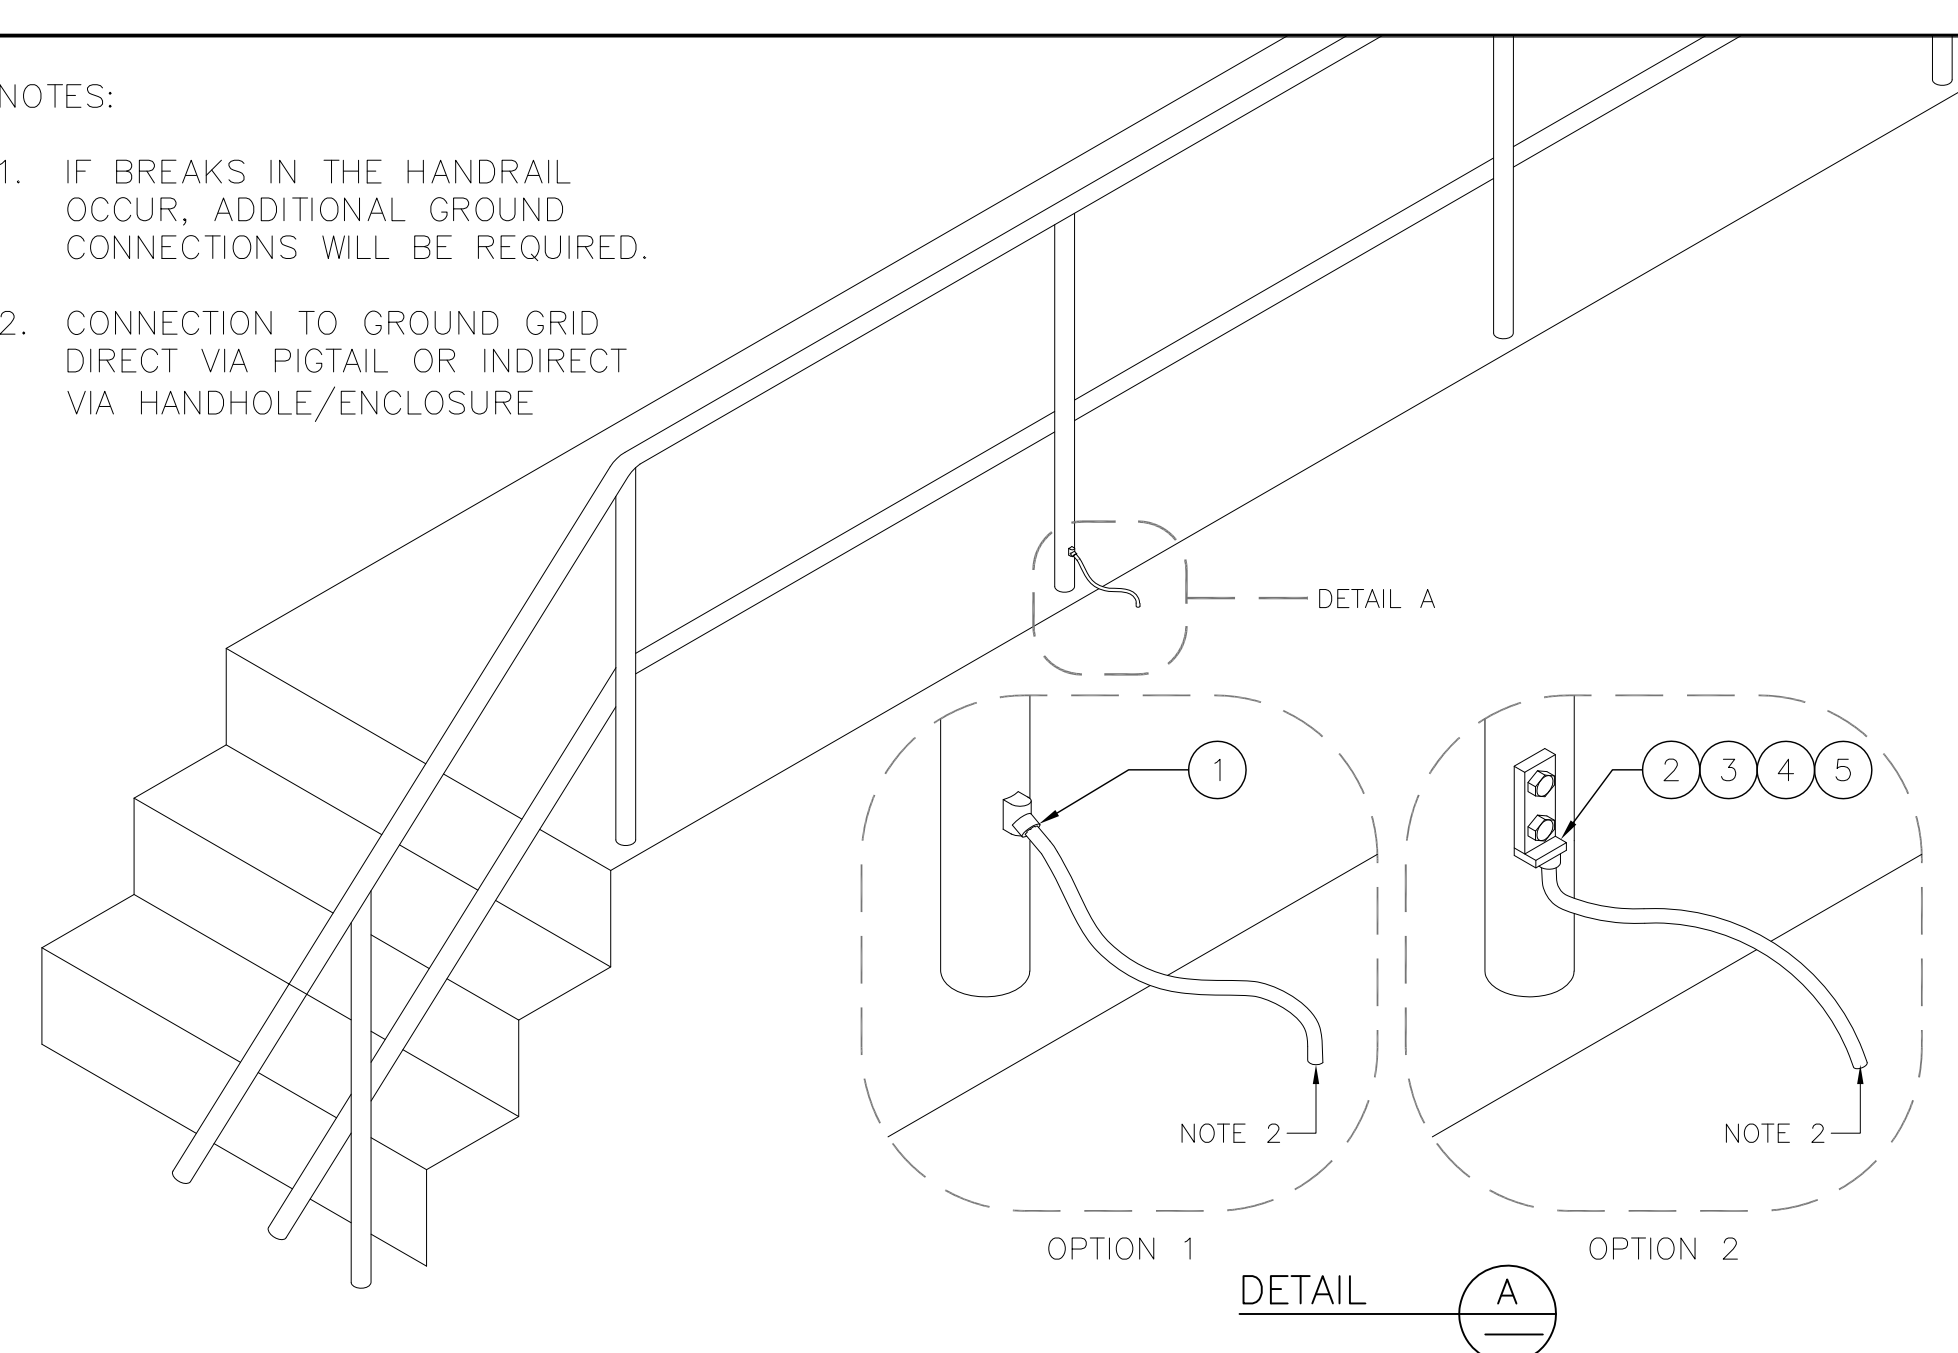 NOTES:
1. IF BREAKS IN THE HANDRAIL
OCCUR, ADDITIONAL GROUND
CONNECTIONS WILL BE REQUIRED.
2. CONNECTION TO GROUND GRID
DIRECT VIA PIGTAIL OR INDIRECT
VIA HANDHOLE/ENCLOSURE
DETAIL A
1
2 3 4 5
NOTE 2
NOTE 2
OPTION 1
OPTION 2
DETAIL A